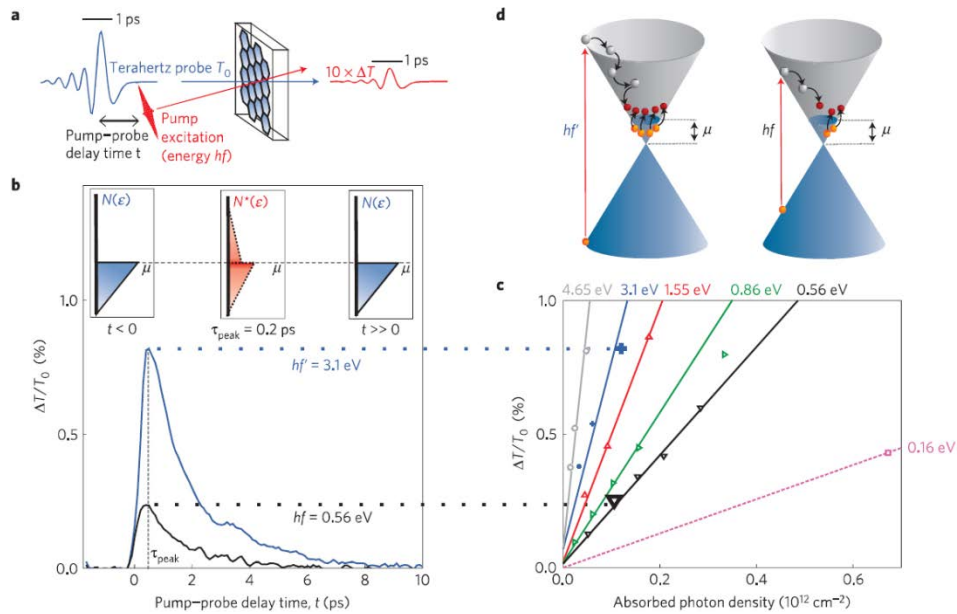 a
1 ps
Terahertz probe T0
Pump–probe
delay time t
Pump
excitation
(energy hf)
10 × ΔT
1 ps
b
N(ε)
μ
t < 0
N*(ε)
μ
τpeak = 0.2 ps
N(ε)
μ
t >> 0
1.0
0.5
0.0
ΔT/T0 (%)
hf′ = 3.1 eV
hf = 0.56 eV
τpeak
0 2 4 6 8 10
Pump–probe delay time, t (ps)
d
hf′
μ
hf
μ
c
4.65 eV 3.1 eV 1.55 eV 0.86 eV 0.56 eV
0.16 eV
1.0
0.5
0.0
ΔT/T0 (%)
0.0 0.2 0.4 0,6
Absorbed photon density (10¹² cm⁻²)